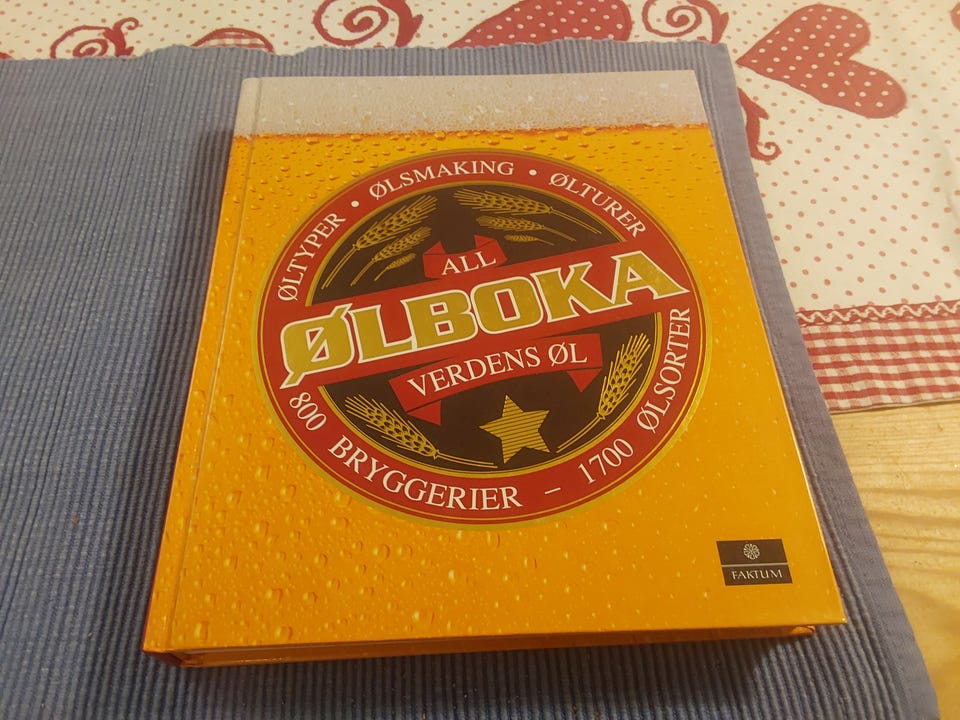 ØLTYPER • ØLSMAKING • ØLTURER
ALL
ØLBOKA
VERDENS ØL
800 BRYGGERIER – 1700 ØLSORTER
FAKTUM